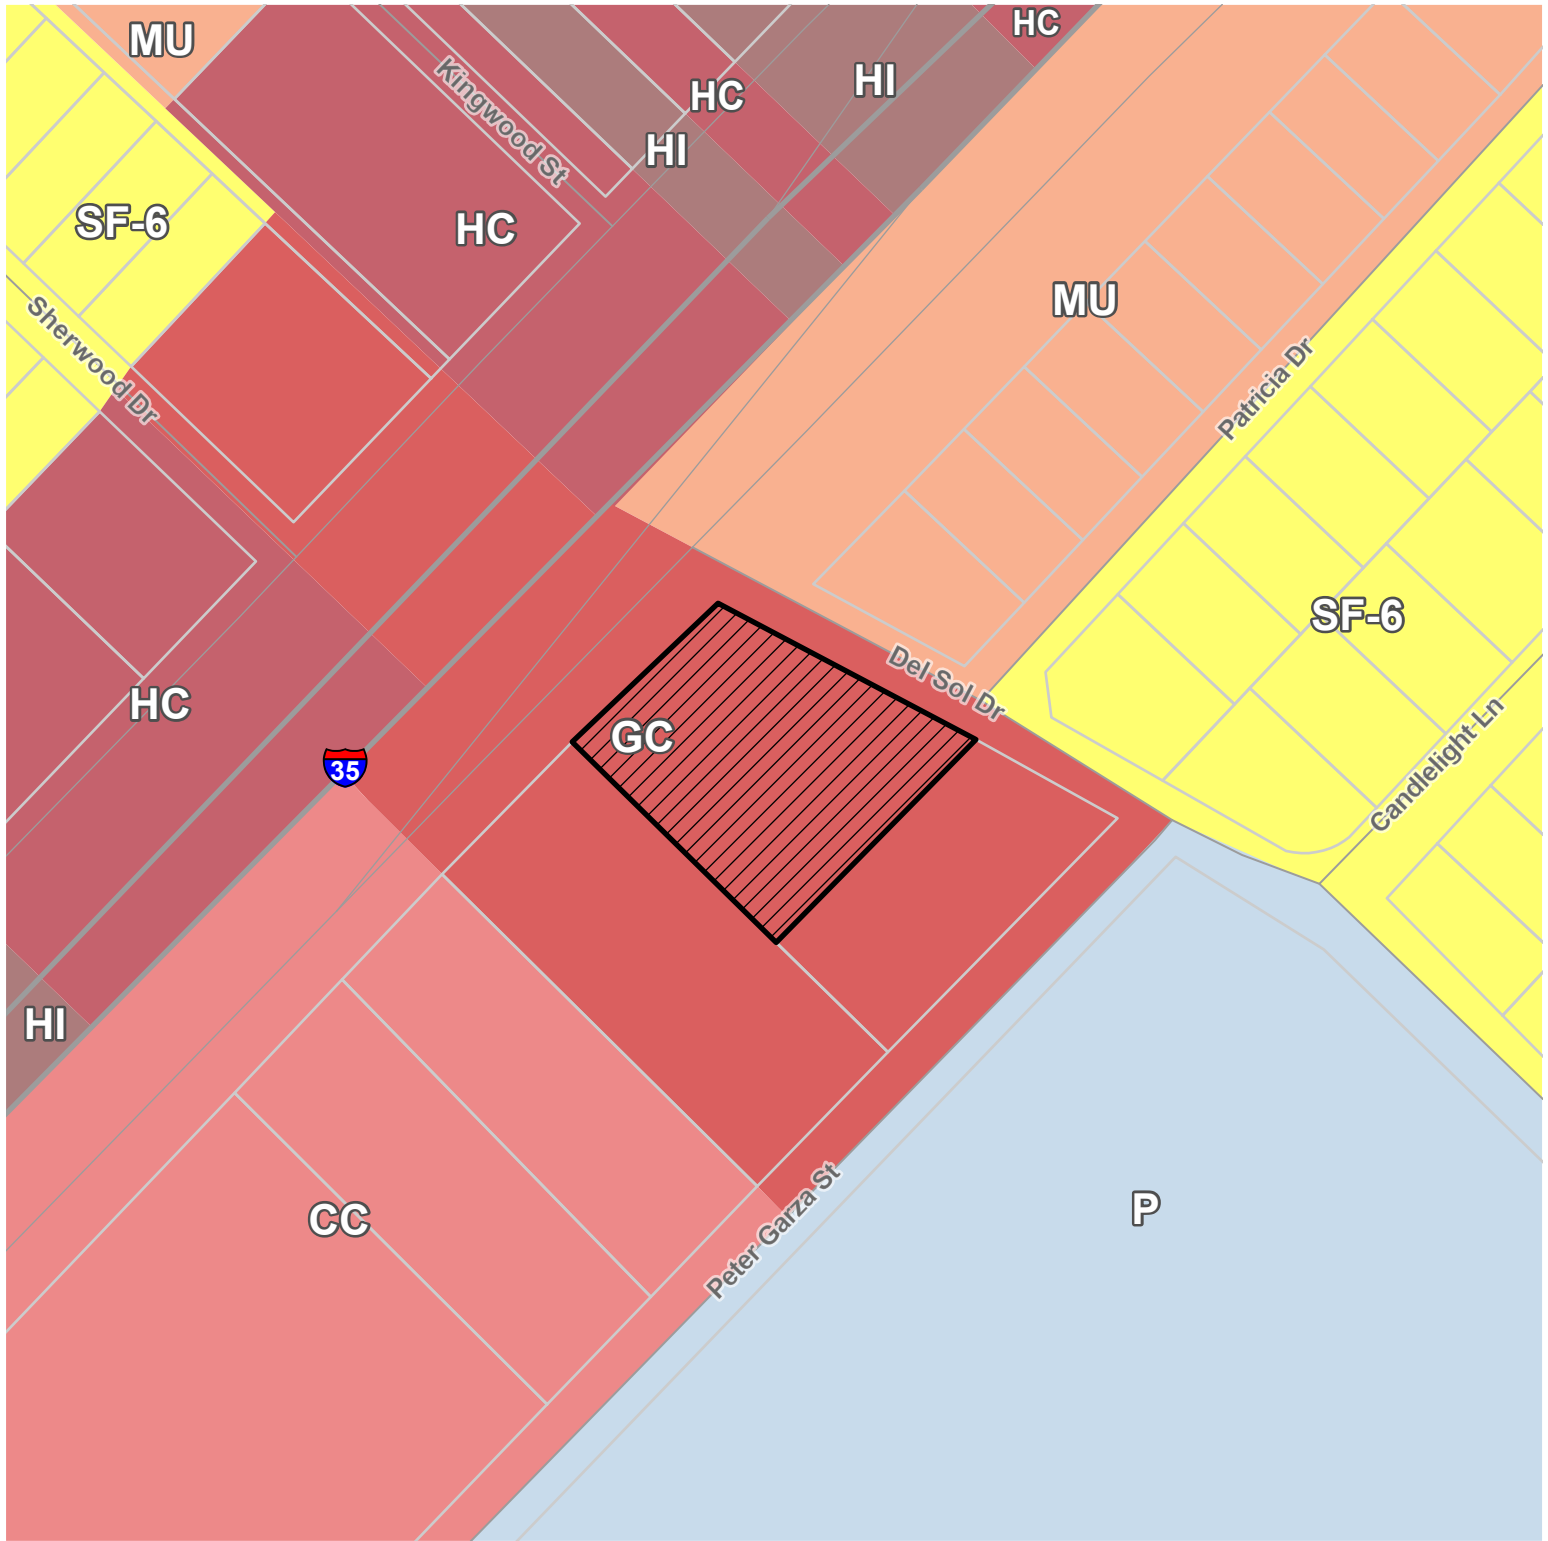 MU
HC
HC
HI
HI
Kingwood St
SF-6
HC
MU
Sherwood Dr
Patricia Dr
SF-6
Del Sol Dr
HC
GC
35
Candlelight Ln
HI
CC
Peter Garza St
P